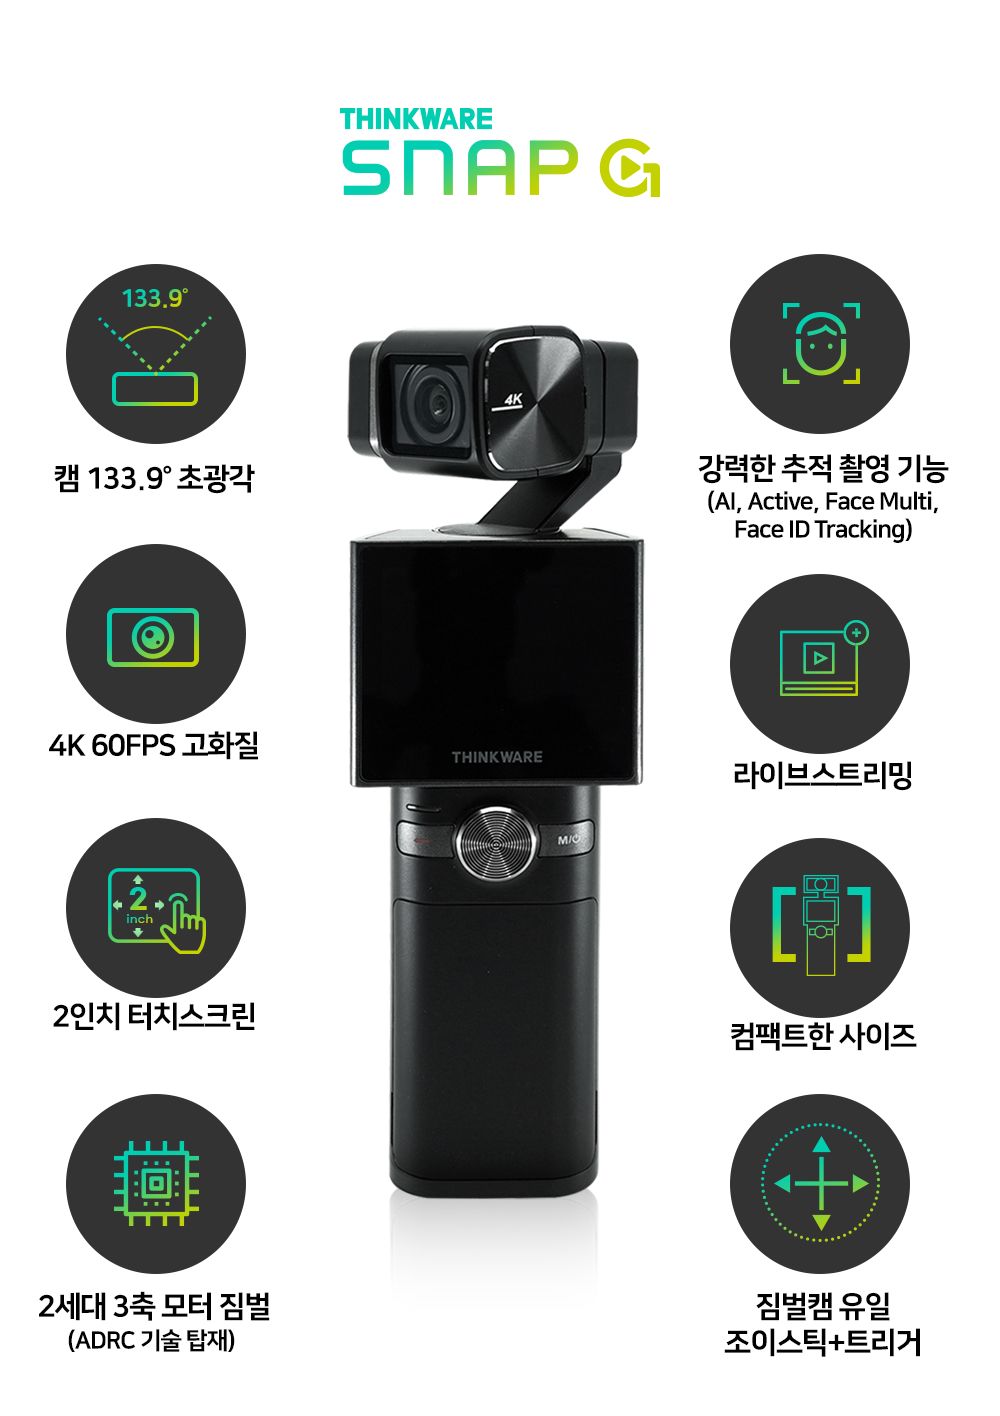 THINKWARE
SNAP G
133.9°
캠 133.9° 초광각
강력한 추적 촬영 기능
(AI, Active, Face Multi,
Face ID Tracking)
4K
4K 60FPS 고화질
라이브스트리밍
THINKWARE
M/⏻
2
inch
2인치 터치스크린
컴팩트한 사이즈
2세대 3축 모터 짐벌
(ADRC 기술 탑재)
짐벌캠 유일
조이스틱+트리거